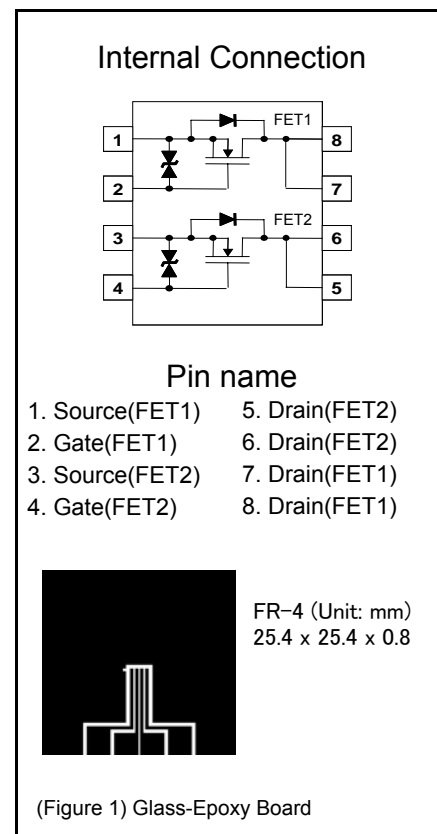 Internal Connection
FET1
1
8
2
7
FET2
3
6
4
5
Pin name
1. Source(FET1) 5. Drain(FET2)
2. Gate(FET1) 6. Drain(FET2)
3. Source(FET2) 7. Drain(FET1)
4. Gate(FET2) 8. Drain(FET1)
FR-4 (Unit: mm)
25.4 x 25.4 x 0.8
(Figure 1) Glass-Epoxy Board